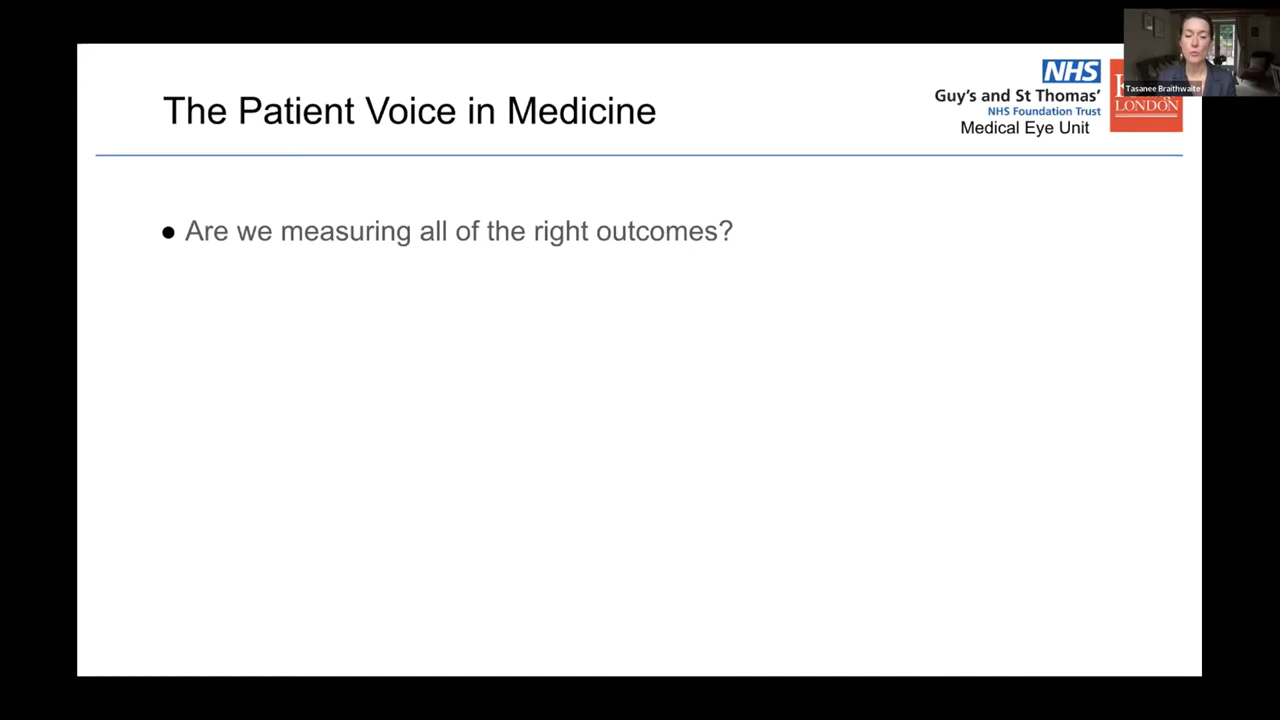 The Patient Voice in Medicine
NHS
Guy's and St Thomas'
NHS Foundation Trust
Medical Eye Unit
LONDON
Tasanee Braithwaite
● Are we measuring all of the right outcomes?